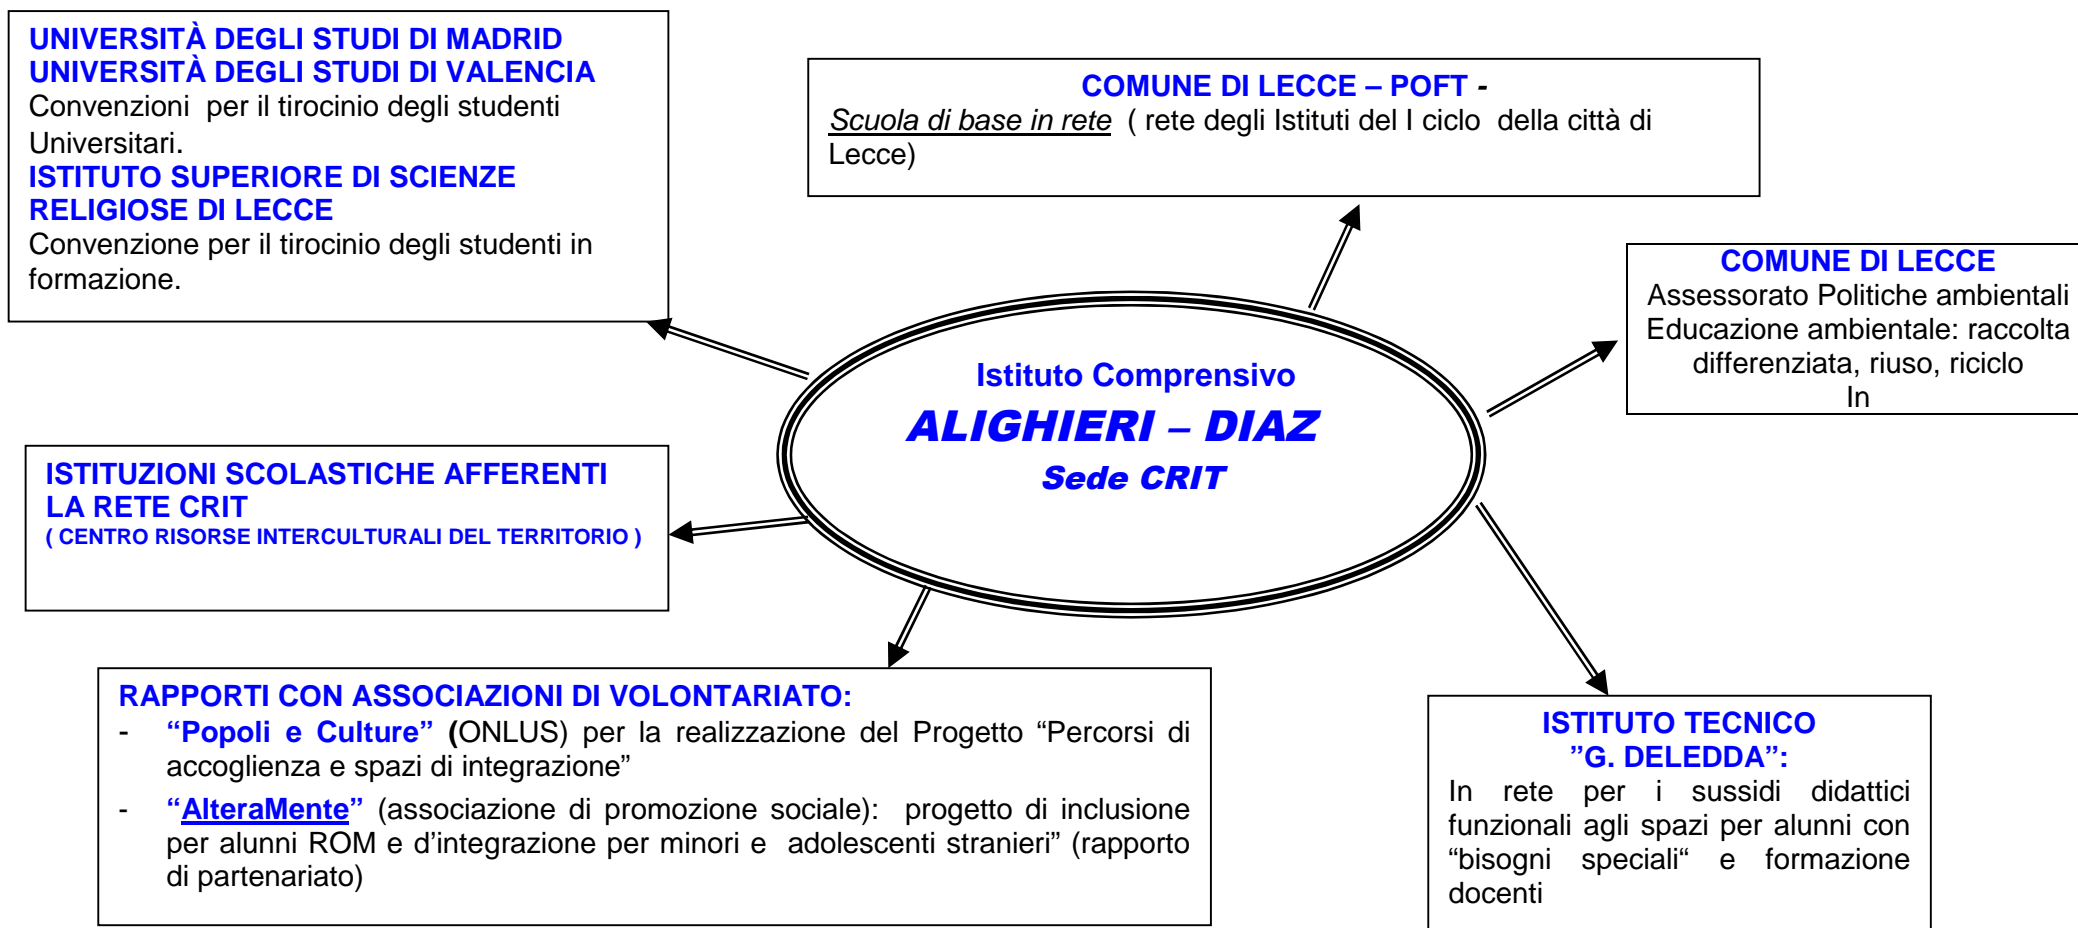 UNIVERSITÀ DEGLI STUDI DI MADRID
UNIVERSITÀ DEGLI STUDI DI VALENCIA
Convenzioni  per il tirocinio degli studenti
Universitari.
ISTITUTO SUPERIORE DI SCIENZE
RELIGIOSE DI LECCE
Convenzione per il tirocinio degli studenti in
formazione.
COMUNE DI LECCE – POFT -
Scuola di base in rete  ( rete degli Istituti del I ciclo  della città di
Lecce)
COMUNE DI LECCE
Assessorato Politiche ambientali
Educazione ambientale: raccolta
differenziata, riuso, riciclo
In
Istituto Comprensivo
ALIGHIERI – DIAZ
Sede CRIT
ISTITUZIONI SCOLASTICHE AFFERENTI
LA RETE CRIT
( CENTRO RISORSE INTERCULTURALI DEL TERRITORIO )
RAPPORTI CON ASSOCIAZIONI DI VOLONTARIATO:
- “Popoli e Culture” (ONLUS) per la realizzazione del Progetto “Percorsi di
accoglienza e spazi di integrazione”
- “AlteraMente” (associazione di promozione sociale):  progetto di inclusione
per alunni ROM e d’integrazione per minori e  adolescenti stranieri” (rapporto
di partenariato)
ISTITUTO TECNICO
”G. DELEDDA”:
In rete per i sussidi didattici
funzionali agli spazi per alunni con
“bisogni speciali“ e formazione
docenti